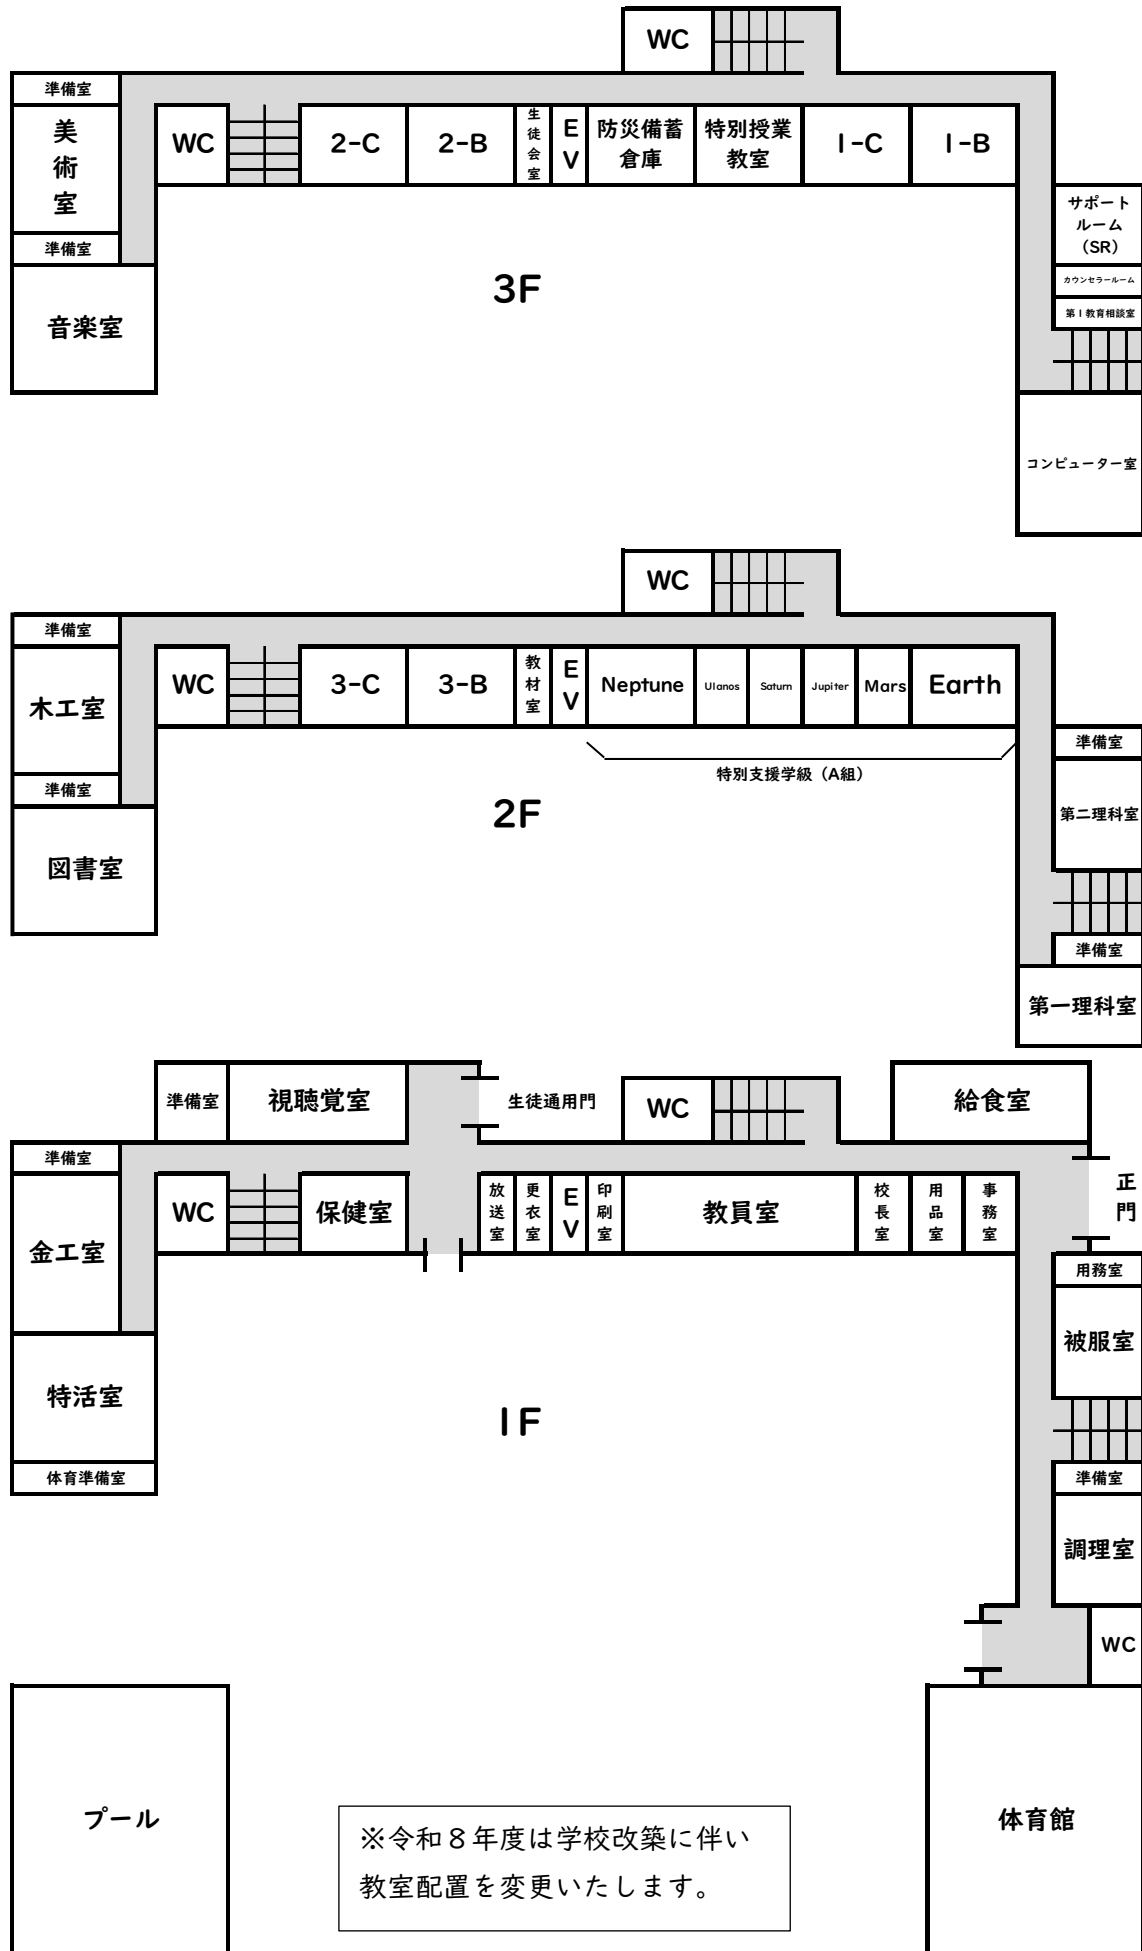 WC
準備室
美術室
WC
2-C
2-B
生徒会室
EV
防災備蓄
倉庫
特別授業
教室
1-C
1-B
準備室
音楽室
3F
サポート
ルーム
（SR）
カウンセラールーム
第1教育相談室
コンピューター室
WC
準備室
木工室
WC
3-C
3-B
教材室
EV
Neptune
Ulanos
Saturn
Jupiter
Mars
Earth
特別支援学級（A組）
準備室
図書室
2F
準備室
第二理科室
準備室
第一理科室
準備室
視聴覚室
生徒通用門
WC
給食室
準備室
金工室
WC
保健室
放送室
更衣室
EV
印刷室
教員室
校長室
用品室
事務室
正門
用務室
被服室
特活室
体育準備室
1F
準備室
調理室
WC
プール
体育館
※令和８年度は学校改築に伴い
教室配置を変更いたします。